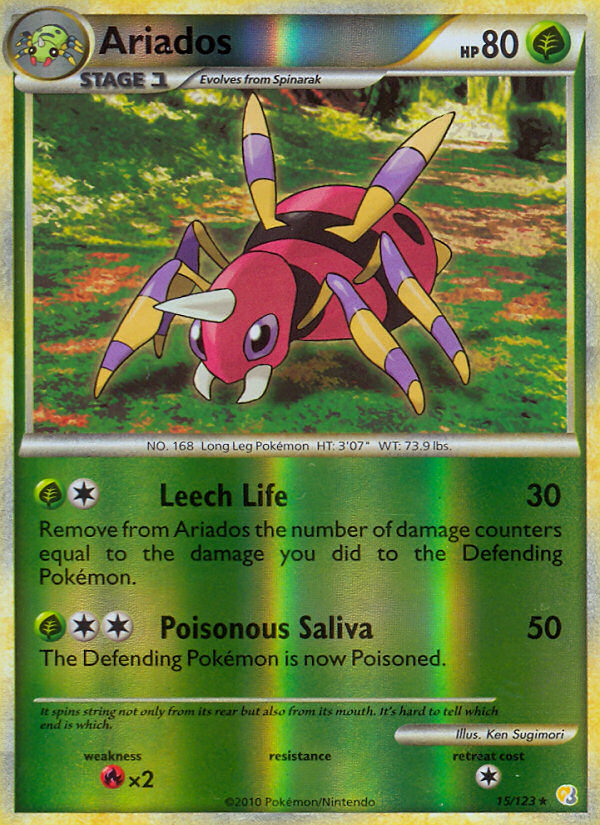 Ariados HP 80
STAGE 1 Evolves from Spinarak
NO. 168 Long Leg Pokémon HT: 3'07" WT: 73.9 lbs.
Leech Life 30
Remove from Ariados the number of damage counters
equal to the damage you did to the Defending
Pokémon.
Poisonous Saliva 50
The Defending Pokémon is now Poisoned.
It spins string not only from its rear but also from its mouth. It's hard to tell which
end is which.
Illus. Ken Sugimori
weakness resistance retreat cost
×2
©2010 Pokémon/Nintendo 15/123 ★